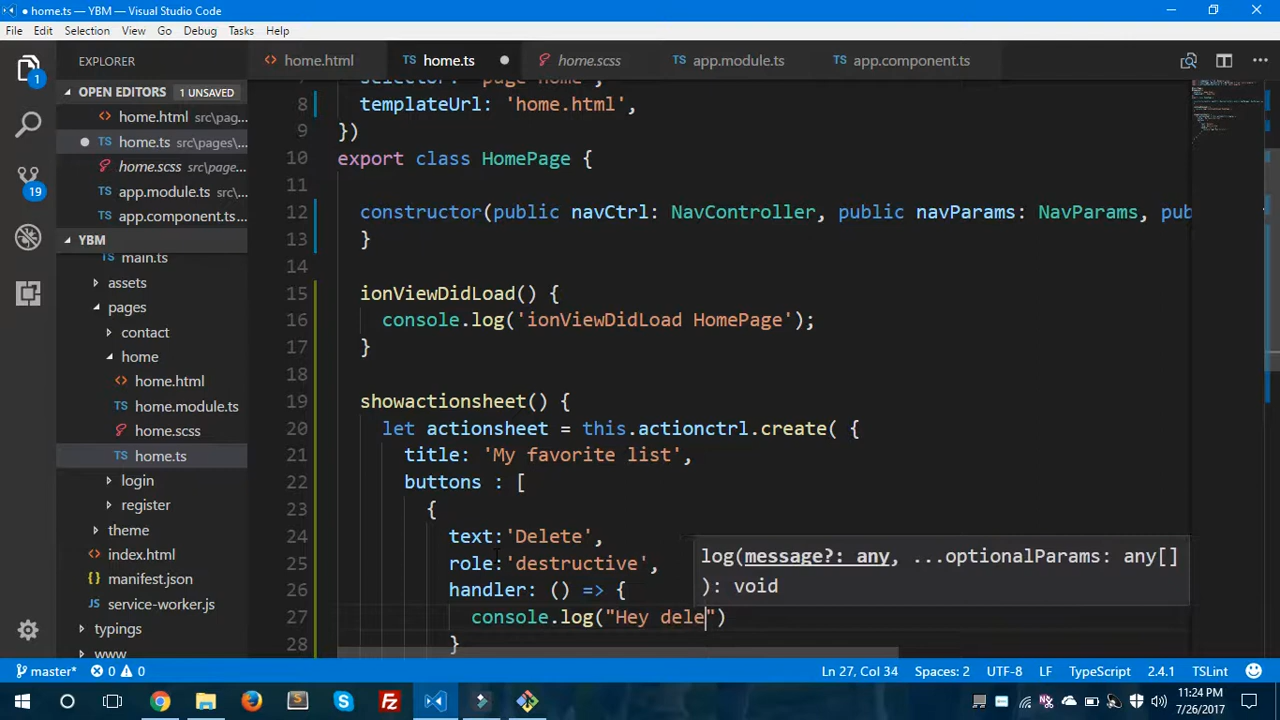 home.ts - YBM - Visual Studio Code
File Edit Selection View Go Debug Tasks Help
EXPLORER
home.html
home.ts
home.scss
app.module.ts
app.component.ts
1
OPEN EDITORS 1 UNSAVED
home.html src\pag...
home.ts src\pages\...
home.scss src\page...
app.module.ts src\...
app.component.ts...
19
YBM
main.ts
assets
pages
contact
home
home.html
home.module.ts
home.scss
home.ts
login
register
theme
index.html
manifest.json
service-worker.js
typings
www
selector: 'page-home',
8 templateUrl: 'home.html',
9 })
10 export class HomePage {
11
12 constructor(public navCtrl: NavController, public navParams: NavParams, pub
13 }
14
15 ionViewDidLoad() {
16 console.log('ionViewDidLoad HomePage');
17 }
18
19 showactionsheet() {
20 let actionsheet = this.actionctrl.create( {
21 title: 'My favorite list',
22 buttons : [
23 {
24 text:'Delete',
25 role:'destructive',
26 handler: () => {
27 console.log("Hey dele")
28 }
log(message?: any, ...optionalParams: any[]
): void
master* 0 0
Ln 27, Col 34 Spaces: 2 UTF-8 LF TypeScript 2.4.1 TSLint
11:24 PM
7/26/2017